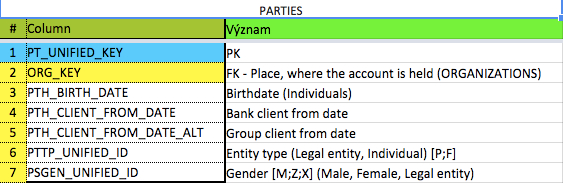 PARTIES
# Column Význam
1 PT_UNIFIED_KEY PK
2 ORG_KEY FK - Place, where the account is held (ORGANIZATIONS)
3 PTH_BIRTH_DATE Birthdate (Individuals)
4 PTH_CLIENT_FROM_DATE Bank client from date
5 PTH_CLIENT_FROM_DATE_ALT Group client from date
6 PTTP_UNIFIED_ID Entity type (Legal entity, Individual) [P;F]
7 PSGEN_UNIFIED_ID Gender [M;Z;X] (Male, Female, Legal entity)